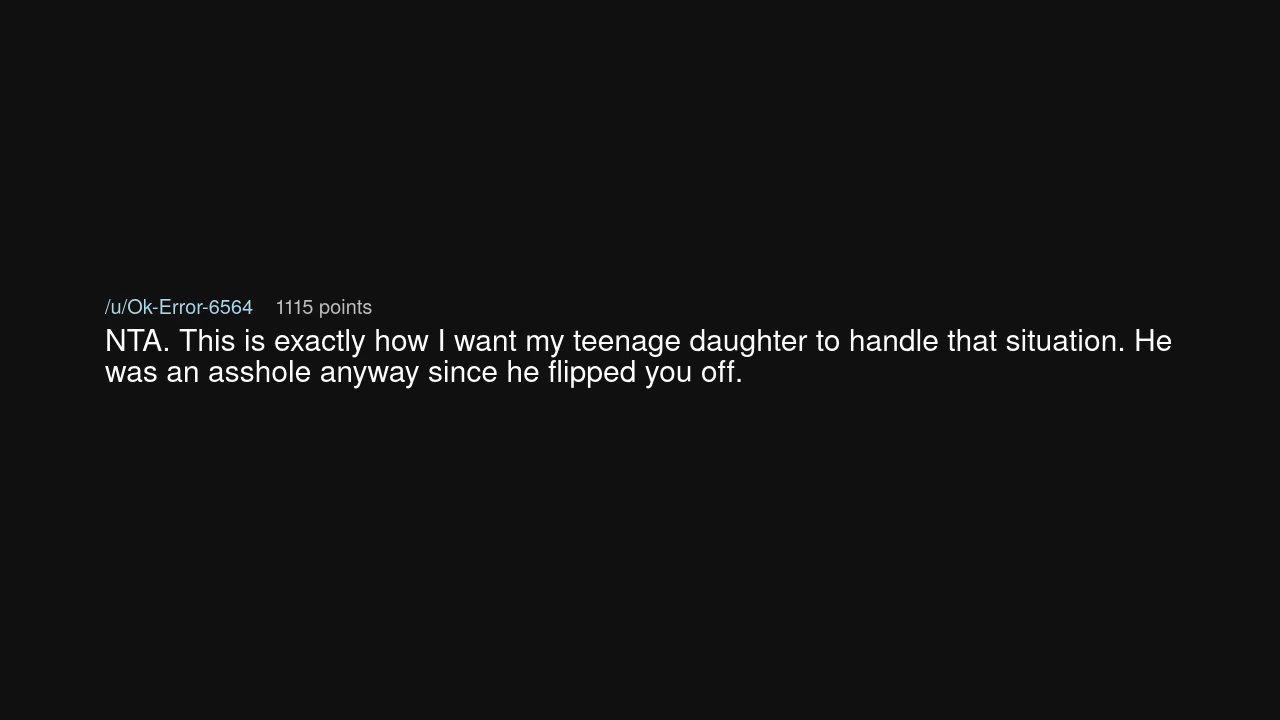 /u/Ok-Error-6564 1115 points
NTA. This is exactly how I want my teenage daughter to handle that situation. He
was an asshole anyway since he flipped you off.